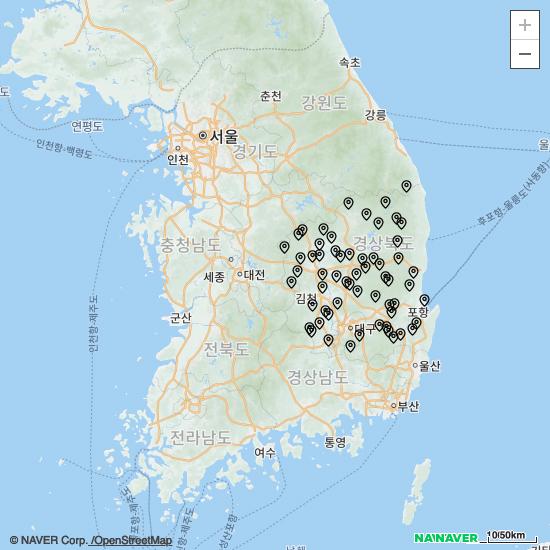 +
−
속초
춘천
강원도
강릉
연평도
서울
인천
경기도
인천항-백령도
후포항-울릉도(사동항)
충청남도
경상북도
세종
대전
김천
포항
군산
대구
인천항-제주도
전라북도
경상남도
울산
부산
전라남도
여수
통영
© NAVER Corp. /OpenStreetMap
NAVER
10/50km